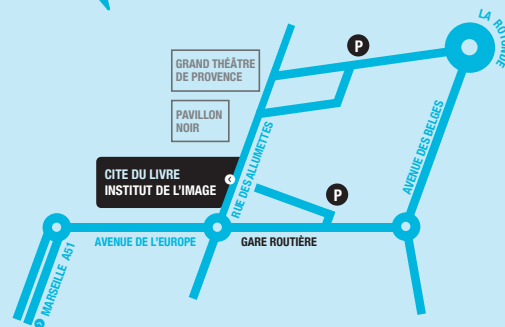 LA ROTONDE
P
GRAND THÉÂTRE
DE PROVENCE
PAVILLON
NOIR
RUE DES ALLUMETTES
AVENUE DES BELGES
CITE DU LIVRE
INSTITUT DE L'IMAGE
P
AVENUE DE L'EUROPE
GARE ROUTIÈRE
MARSEILLE A51